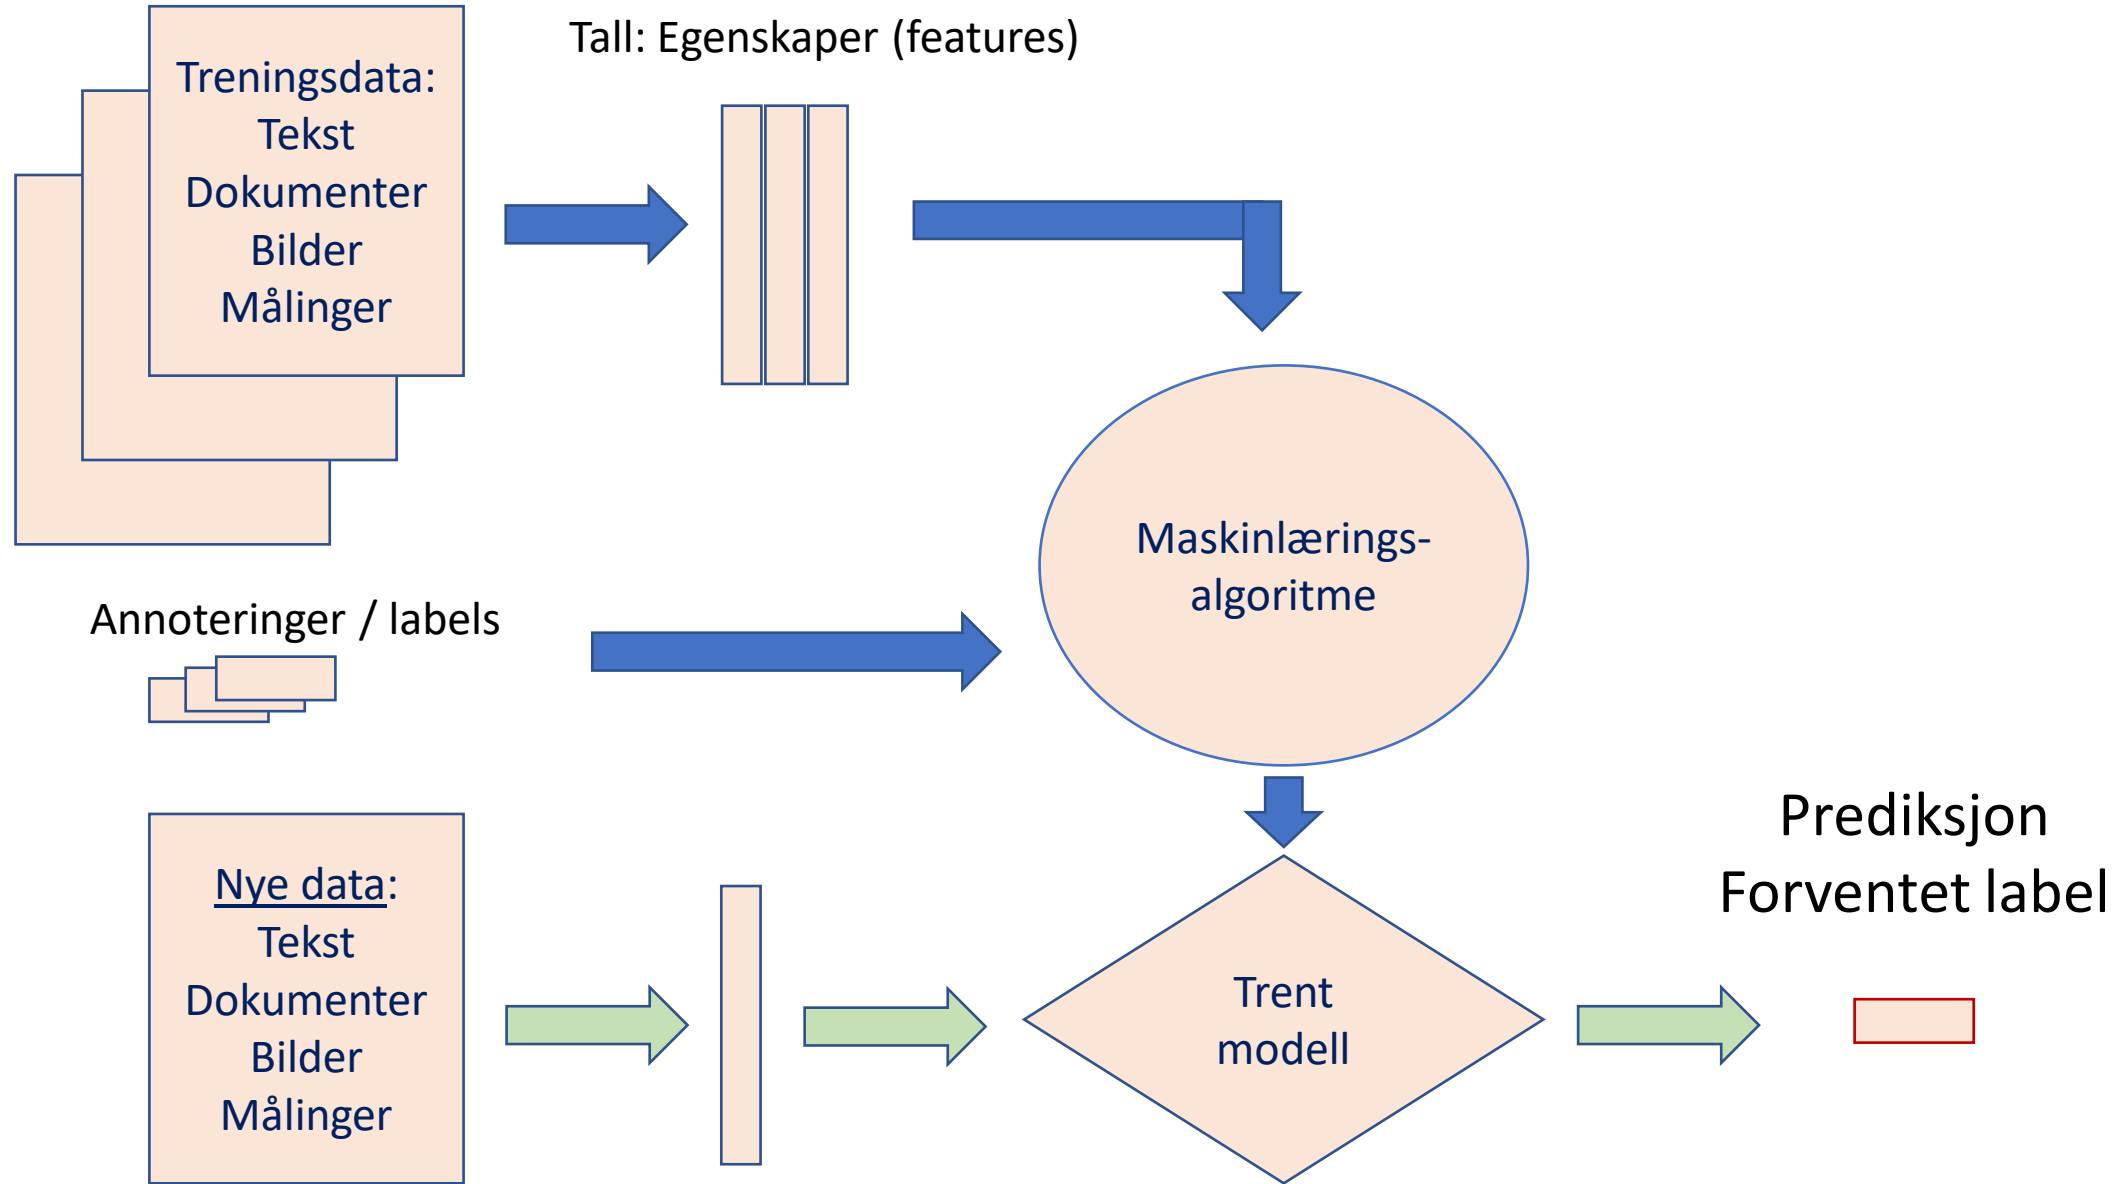 Tall: Egenskaper (features)
Treningsdata:
Tekst
Dokumenter
Bilder
Målinger
Maskinlærings-
algoritme
Annoteringer / labels
Nye data:
Tekst
Dokumenter
Bilder
Målinger
Trent
modell
Prediksjon
Forventet label